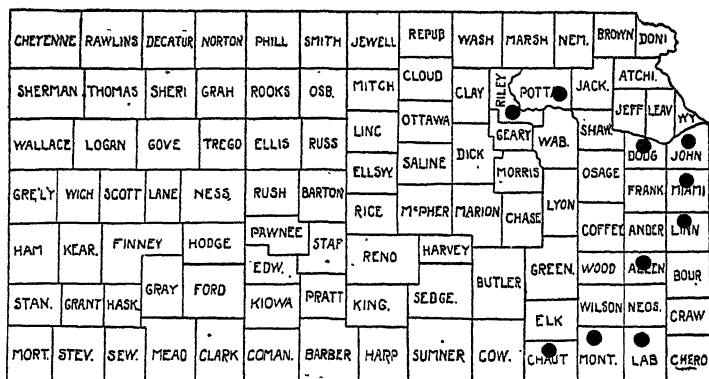 CHEYENNE RAWLINS DECATUR NORTON PHILL SMITH JEWELL REPUB WASH MARSH NEM. BROWN DONI
SHERMAN THOMAS SHERI GRAH ROOKS OSB. MITCH CLOUD CLAY RILEY POTTA JACK. ATCHI.
WALLACE LOGAN GOVE TREGO ELLIS RUSS LINC OTTAWA GEARY WAB. SHAW. JEFF LEAV WY
ELLSW. SALINE DICK MORRIS OSAGE DOUG JOHN
GRE'LY WICH SCOTT LANE NESS. RUSH BARTON RICE McPHER MARION CHASE LYON FRANK MIAMI
HAM KEAR. FINNEY HODGE PAWNEE STAF RENO HARVEY COFFEE ANDER LINN
EDW. BUTLER GREEN. WOOD ALLEN BOUR
STAN. GRANT HASK. GRAY FORD KIOWA PRATT KING. SEDGE. ELK WILSON NEOS. CRAW
MORT. STEV. SEW. MEAD CLARK COMAN. BARBER HARP SUMNER COW. CHAUT MONT. LAB CHERO